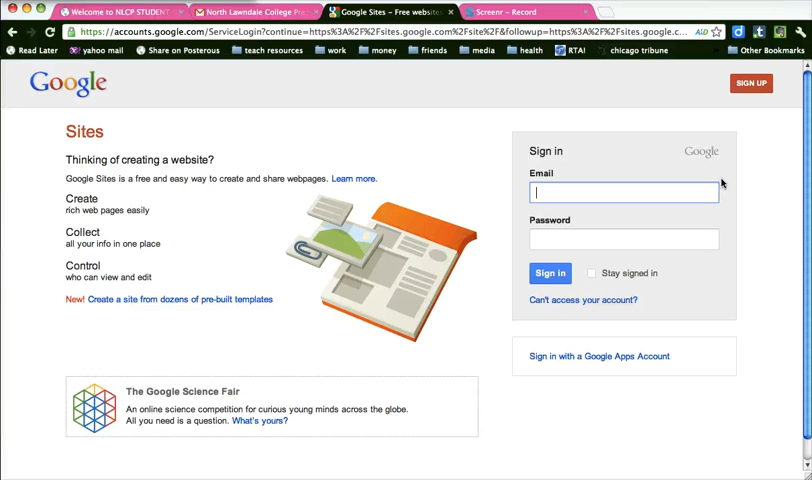 Welcome to NLCP STUDENT
North Lawndale College Pre
Google Sites – Free websites
Screenr - Record
https://accounts.google.com/ServiceLogin?continue=https%3A%2F%2Fsites.google.com%2Fsite%2F&followup=https%3A%2F%2Fsites.google.c...
Read Later
yahoo mail
Share on Posterous
teach resources
work
money
friends
media
health
RTAI
chicago tribune
Other Bookmarks
Google
SIGN UP
Sites
Thinking of creating a website?
Google Sites is a free and easy way to create and share webpages. Learn more.
Create
rich web pages easily
Collect
all your info in one place
Control
who can view and edit
New! Create a site from dozens of pre-built templates
Sign in
Google
Email
Password
Sign in
Stay signed in
Can't access your account?
Sign in with a Google Apps Account
The Google Science Fair
An online science competition for curious young minds across the globe.
All you need is a question. What's yours?